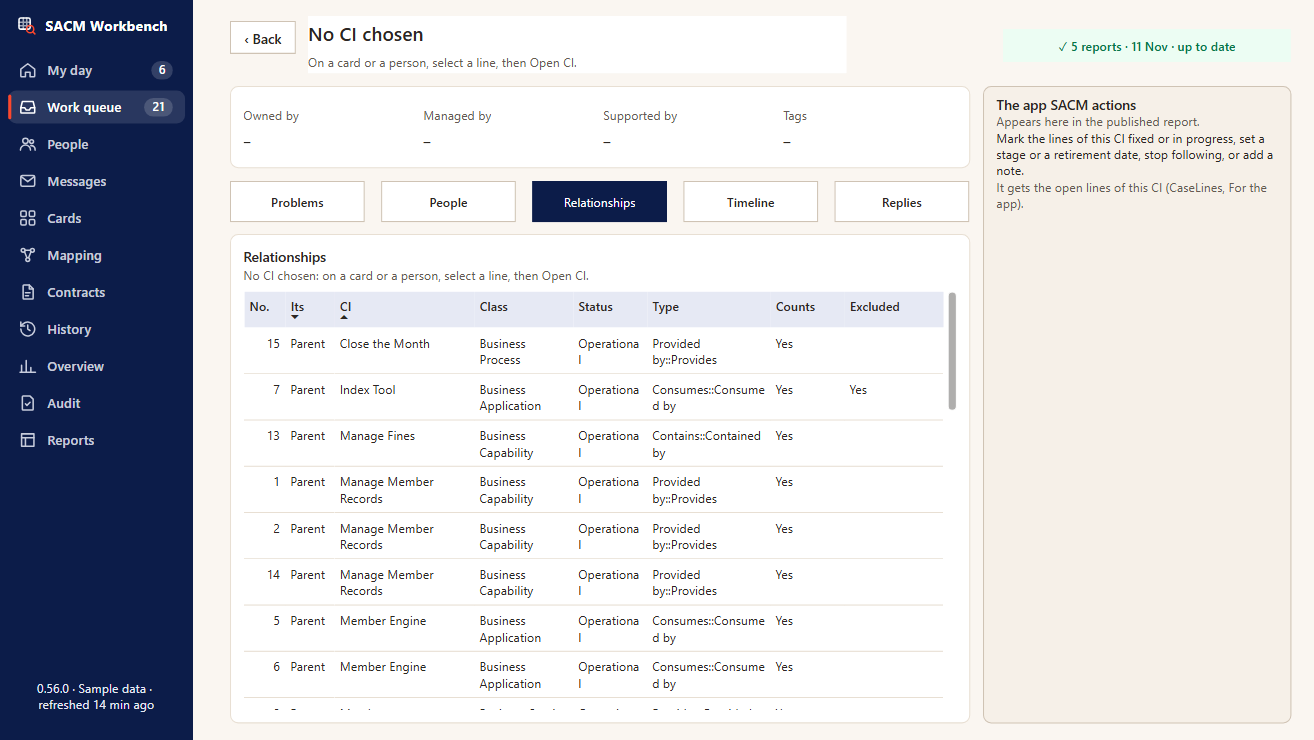 SACM Workbench
My day 6
Work queue 21
People
Messages
Cards
Mapping
Contracts
History
Overview
Audit
Reports
0.56.0 · Sample data ·
refreshed 14 min ago
‹ Back
No CI chosen
On a card or a person, select a line, then Open CI.
✓ 5 reports · 11 Nov · up to date
Owned by Managed by Supported by Tags
– – – –
Problems People Relationships Timeline Replies
Relationships
No CI chosen: on a card or a person, select a line, then Open CI.
No. Its CI Class Status Type Counts Excluded
15 Parent Close the Month Business Operationa Provided Yes
Process l by::Provides
7 Parent Index Tool Business Operationa Consumes::Consume Yes Yes
Application l d by
13 Parent Manage Fines Business Operationa Contains::Contained Yes
Capability l by
1 Parent Manage Member Business Operationa Provided Yes
Records Capability l by::Provides
2 Parent Manage Member Business Operationa Provided Yes
Records Capability l by::Provides
14 Parent Manage Member Business Operationa Provided Yes
Records Capability l by::Provides
5 Parent Member Engine Business Operationa Consumes::Consume Yes
Application l d by
6 Parent Member Engine Business Operationa Consumes::Consume Yes
Application l d by
The app SACM actions
Appears here in the published report.
Mark the lines of this CI fixed or in progress, set a
stage or a retirement date, stop following, or add a
note.
It gets the open lines of this CI (CaseLines, For the
app).